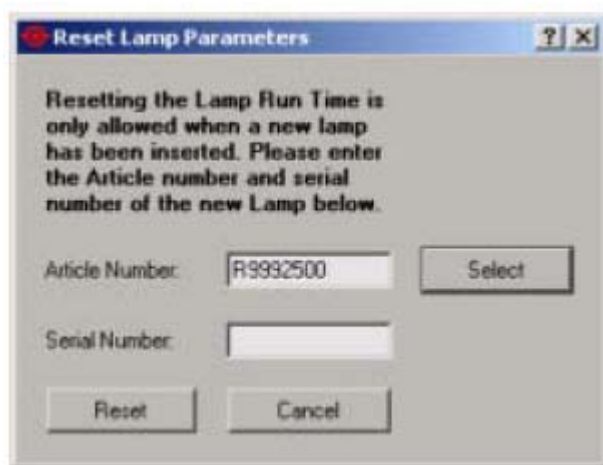 Reset Lamp Parameters
Resetting the Lamp Run Time is
only allowed when a new lamp
has been inserted. Please enter
the Article number and serial
number of the new Lamp below.
Article Number: R9992500 Select
Serial Number:
Reset Cancel